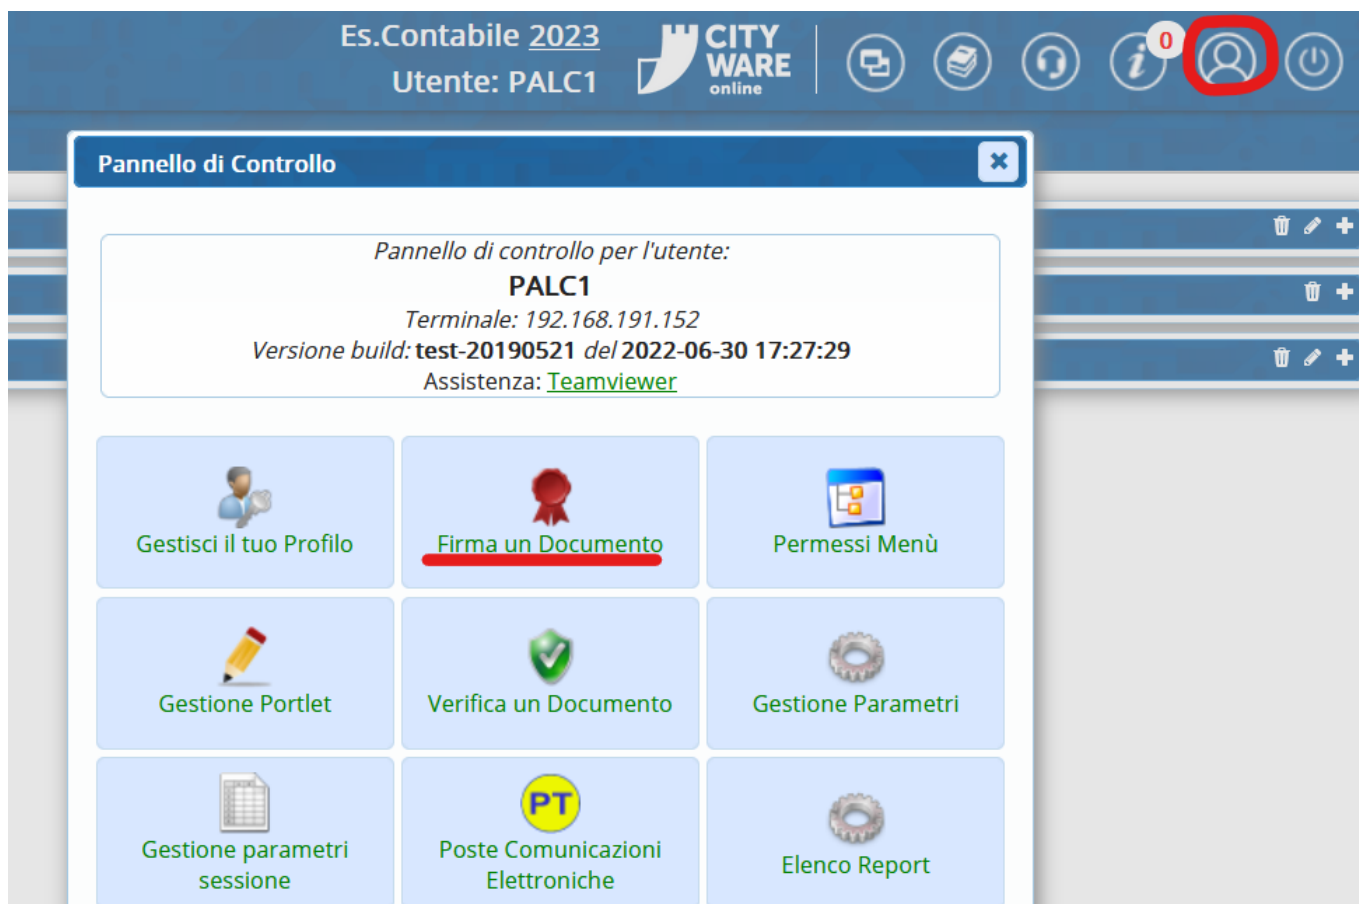 Es.Contabile 2023
Utente: PALC1
CITY
WARE
online
i
0
Pannello di Controllo
Pannello di controllo per l'utente:
PALC1
Terminale: 192.168.191.152
Versione build: test-20190521 del 2022-06-30 17:27:29
Assistenza: Teamviewer
Gestisci il tuo Profilo
Firma un Documento
Permessi Menù
Gestione Portlet
Verifica un Documento
Gestione Parametri
Gestione parametri
sessione
PT
Poste Comunicazioni
Elettroniche
Elenco Report